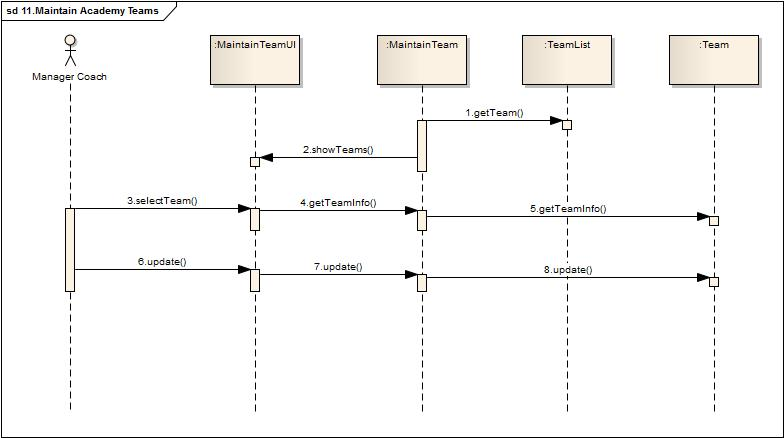 sd 11.Maintain Academy Teams
:MaintainTeamUI
:MaintainTeam
:TeamList
:Team
Manager Coach
1.getTeam()
2.showTeams()
3.selectTeam()
4.getTeamInfo()
5.getTeamInfo()
6.update()
7.update()
8.update()